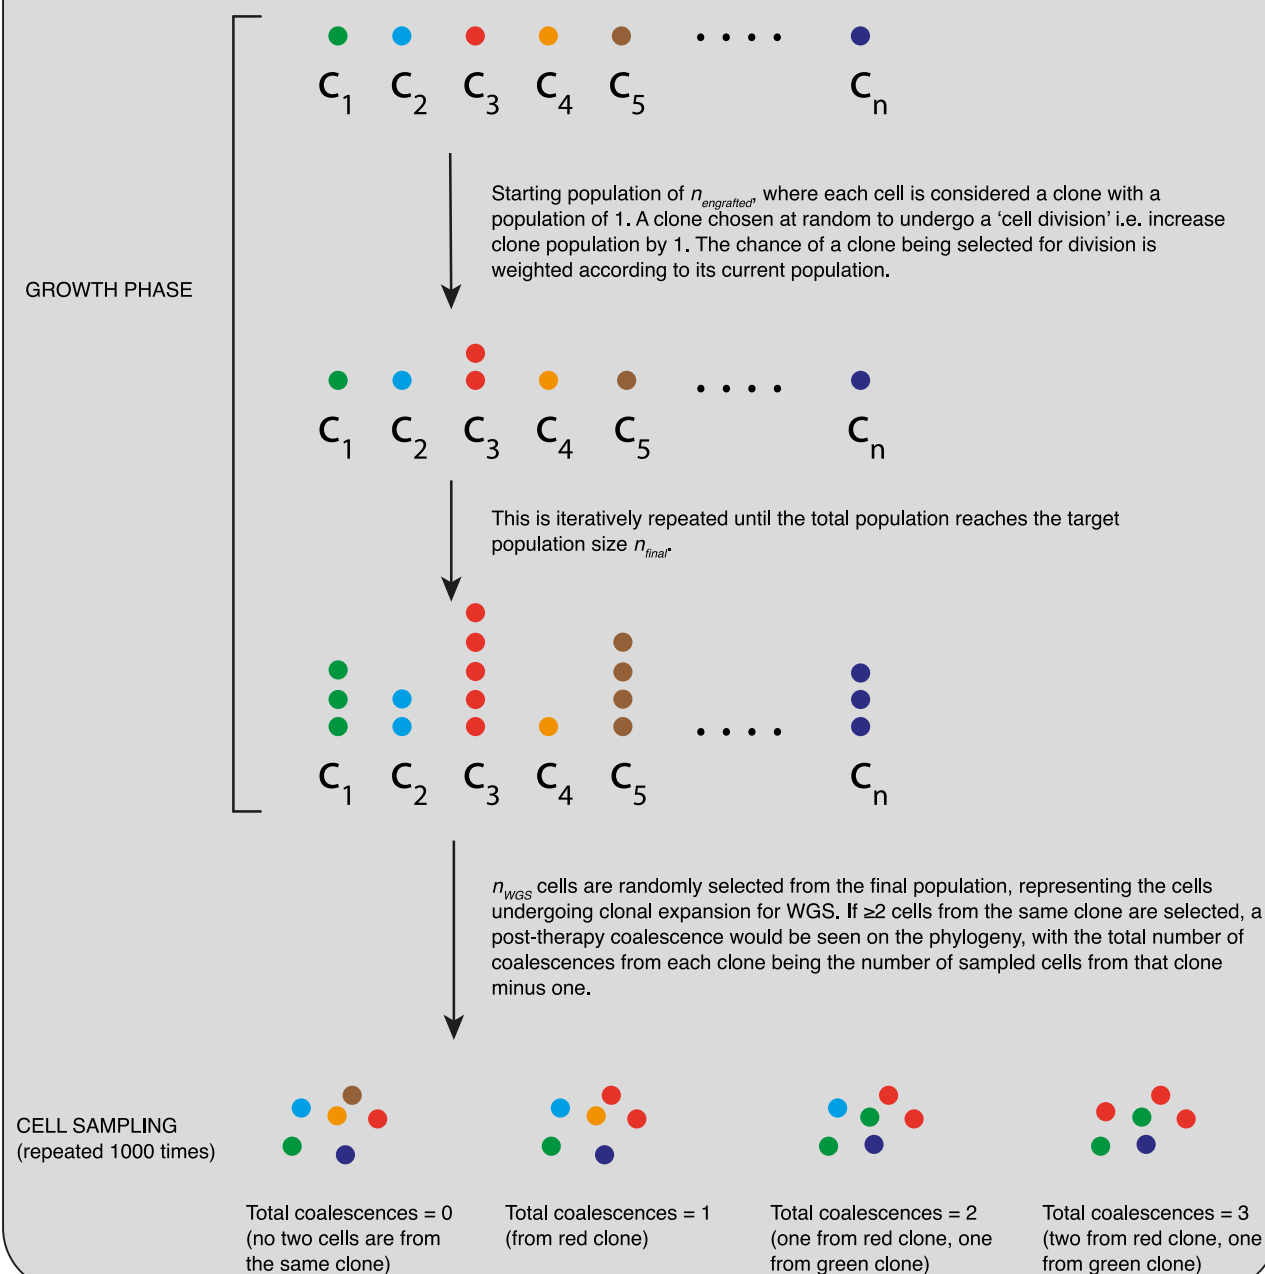 C1 C2 C3 C4 C5 .... Cn
Starting population of nengrafted, where each cell is considered a clone with a
population of 1. A clone chosen at random to undergo a ‘cell division’ i.e. increase
clone population by 1. The chance of a clone being selected for division is
weighted according to its current population.
GROWTH PHASE
C1 C2 C3 C4 C5 .... Cn
This is iteratively repeated until the total population reaches the target
population size nfinal.
C1 C2 C3 C4 C5 .... Cn
nWGS cells are randomly selected from the final population, representing the cells
undergoing clonal expansion for WGS. If ≥2 cells from the same clone are selected, a
post-therapy coalescence would be seen on the phylogeny, with the total number of
coalescences from each clone being the number of sampled cells from that clone
minus one.
CELL SAMPLING
(repeated 1000 times)
Total coalescences = 0
(no two cells are from
the same clone)
Total coalescences = 1
(from red clone)
Total coalescences = 2
(one from red clone, one
from green clone)
Total coalescences = 3
(two from red clone, one
from green clone)